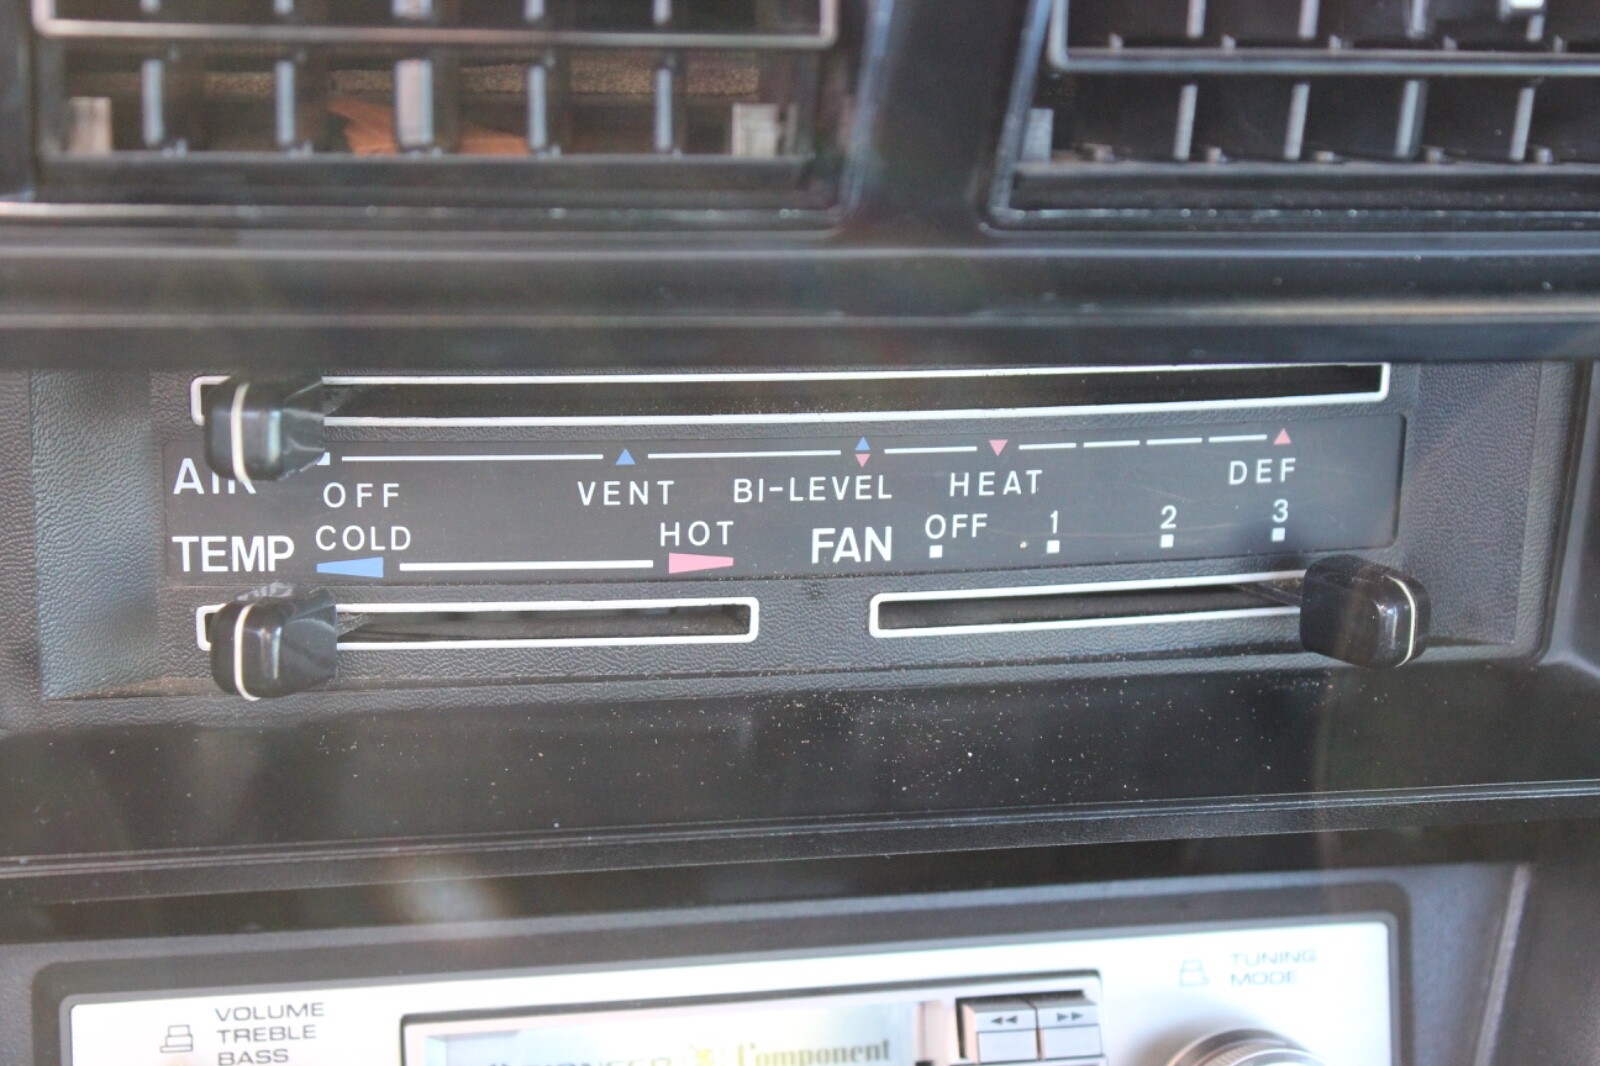 AIR OFF VENT BI-LEVEL HEAT DEF
TEMP COLD HOT FAN OFF 1 2 3
VOLUME
TREBLE
BASS
TUNING
MODE
PIONEER Component